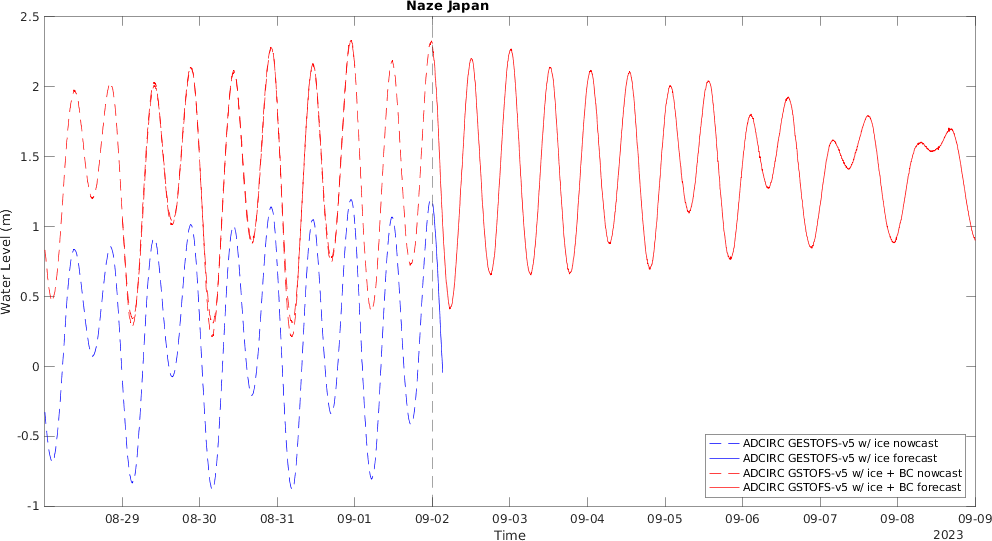 Naze Japan
2.5
2
1.5
1
0.5
0
-0.5
-1
Water Level (m)
ADCIRC GESTOFS-v5 w/ ice nowcast
ADCIRC GESTOFS-v5 w/ ice forecast
ADCIRC GSTOFS-v5 w/ ice + BC nowcast
ADCIRC GSTOFS-v5 w/ ice + BC forecast
08-29 08-30 08-31 09-01 09-02 09-03 09-04 09-05 09-06 09-07 09-08 09-09
Time
2023